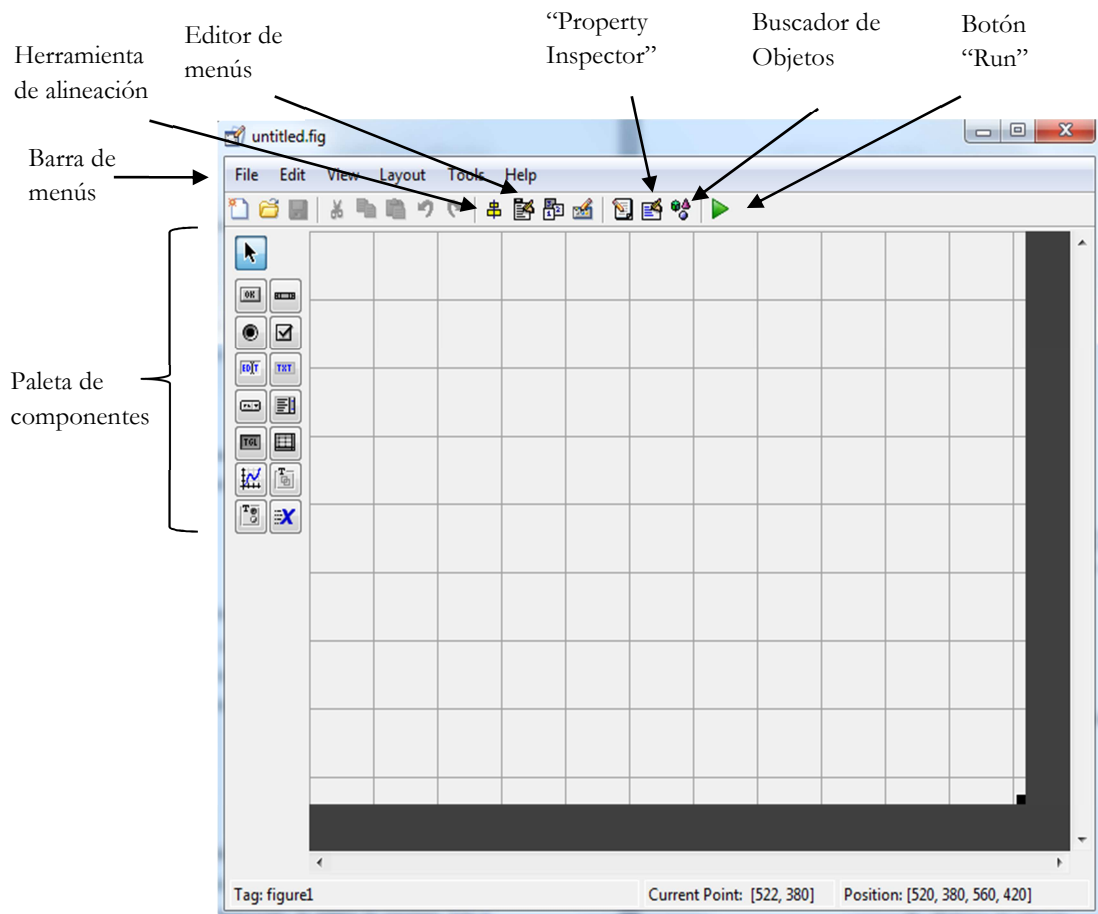 Herramienta
de alineación
Editor de
menús
“Property
Inspector”
Buscador de
Objetos
Botón
“Run”
Barra de
menús
untitled.fig
File Edit View Layout Tools Help
Paleta de
componentes
OK
EDIT TXT
TGL
T
T X
Tag: figure1 Current Point: [522, 380] Position: [520, 380, 560, 420]